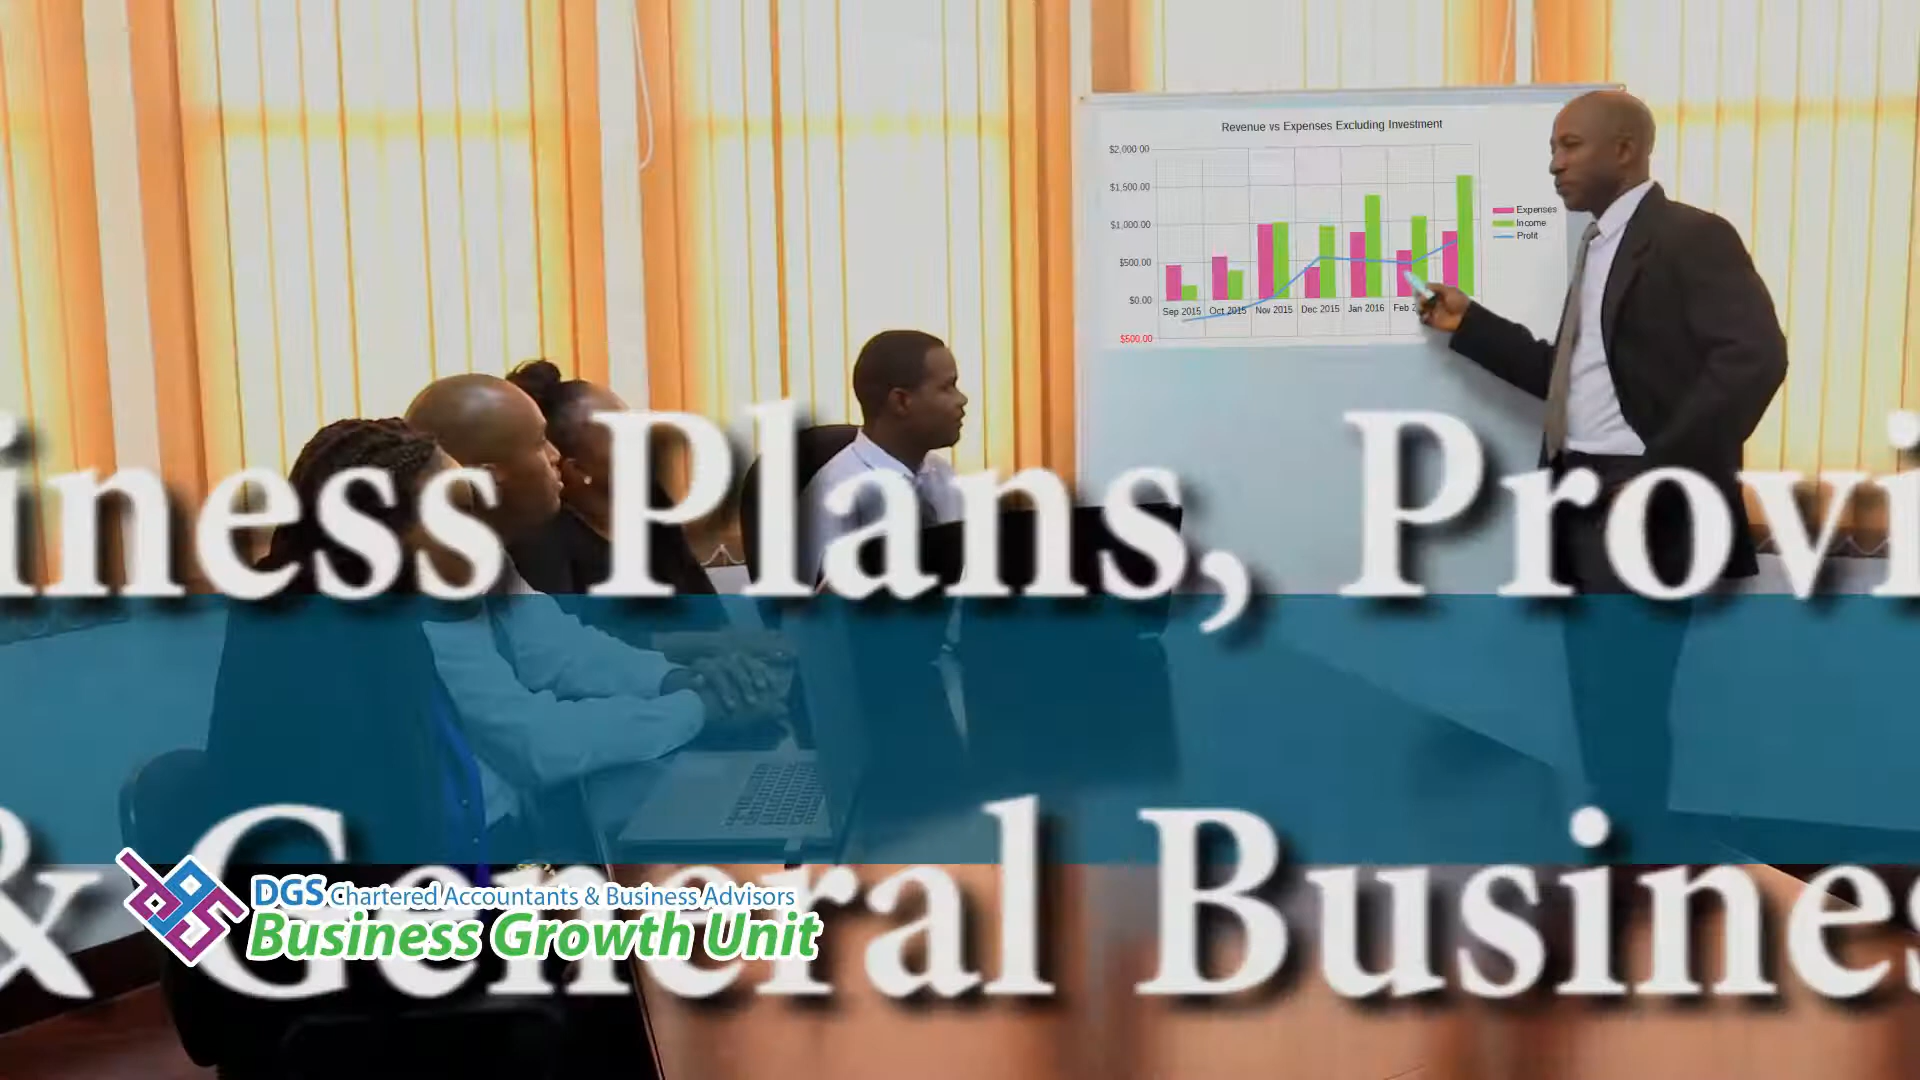 Revenue vs Expenses Excluding Investment
$2,000.00
$1,500.00
$1,000.00
$500.00
$0.00
$500.00
Sep 2015 Oct 2015 Nov 2015 Dec 2015 Jan 2016 Feb 2
Expenses
Income
Profit
iness Plans, Provi
& General Busines
DGS Chartered Accountants & Business Advisors
Business Growth Unit